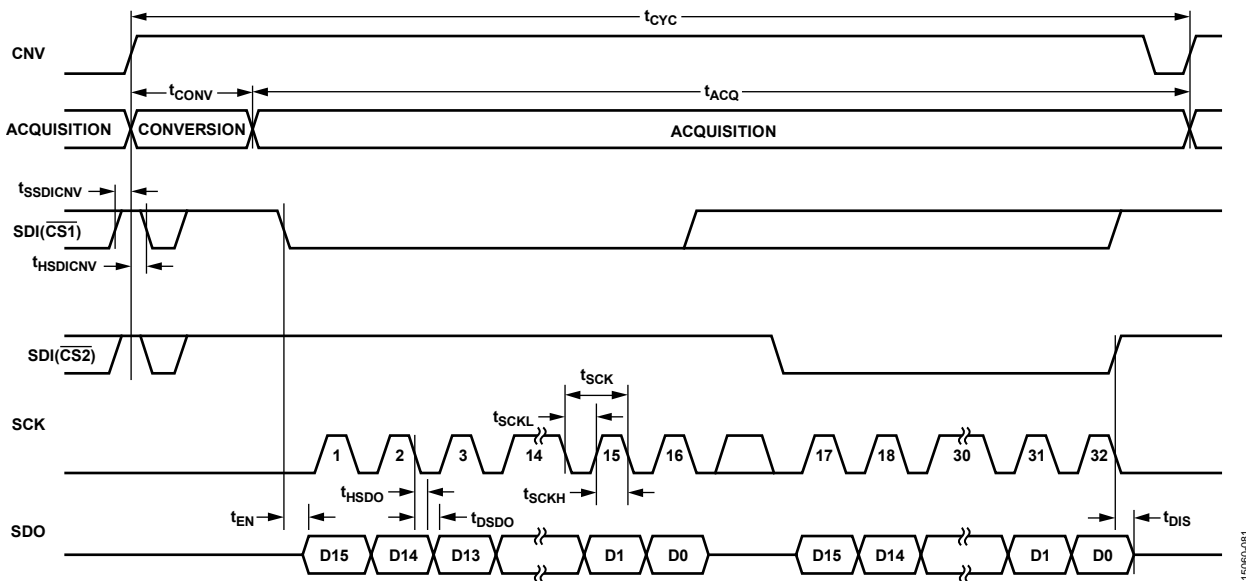 tCYC
CNV
tCONV
tACQ
ACQUISITION CONVERSION ACQUISITION
tSSDICNV
SDI(CS1)
tHSDICNV
SDI(CS2)
tSCK
SCK
tSCKL
1 2 3 14 15 16 17 18 30 31 32
tHSDO
tSCKH
tEN
tDSDO
tDIS
SDO
D15 D14 D13 D1 D0 D15 D14 D1 D0
15060-081